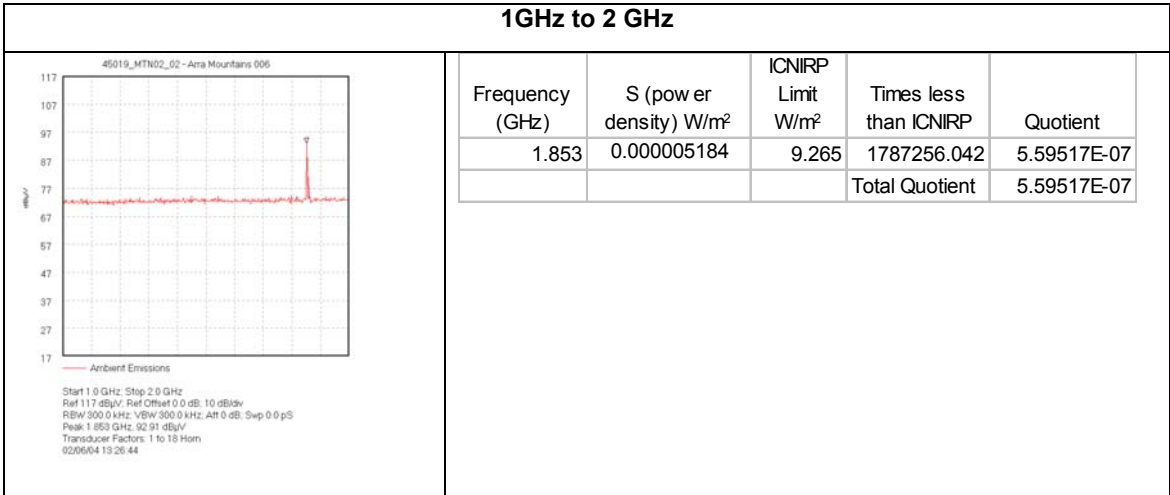 1GHz to 2 GHz
45019_MTN02_02 - Arra Mountains 006
117
107
97
87
77
67
57
47
37
27
17
dBµV
Ambient Emissions
Start 1.0 GHz; Stop 2.0 GHz
Ref 117 dBµV; Ref Offset 0.0 dB; 10 dB/div
RBW 300.0 kHz; VBW 300.0 kHz; Att 0 dB; Swp 0.0 pS
Peak 1.853 GHz, 92.91 dBµV
Transducer Factors: 1 to 18 Horn
02/06/04 13:26:44
Frequency (GHz) S (pow er density) W/m² ICNIRP Limit W/m² Times less than ICNIRP Quotient
1.853 0.000005184 9.265 1787256.042 5.59517E-07
Total Quotient 5.59517E-07